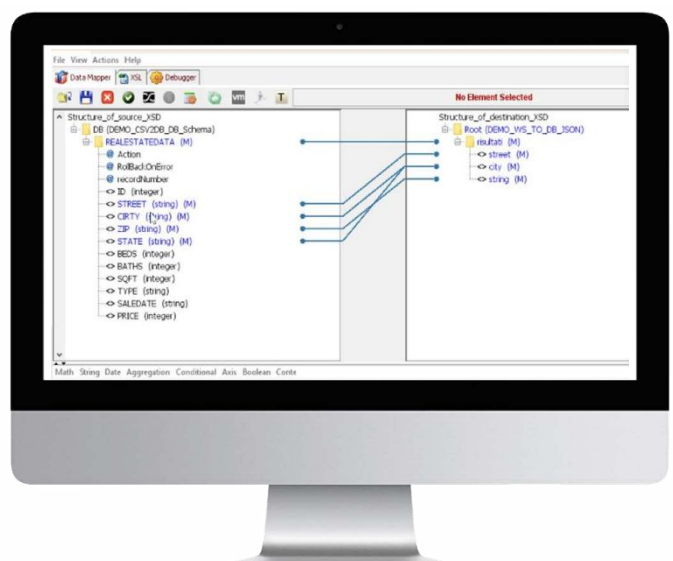 File View Actions Help
Data Mapper XSL Debugger
vm T No Element Selected
Structure_of_source_XSD
DB (DEMO_CSV2DB_DB_Schema)
REALESTATEDATA (M)
Action
RollBackOnError
recordNumber
ID (integer)
STREET (string) (M)
CIRTY (string) (M)
ZIP (string) (M)
STATE (string) (M)
BEDS (integer)
BATHS (integer)
SQFT (integer)
TYPE (string)
SALEDATE (string)
PRICE (integer)
Structure_of_destination_XSD
Root (DEMO_WS_TO_DB_JSON)
risultati (M)
street (M)
city (M)
string (M)
Math String Date Aggregation Conditional Axis Boolean Conte